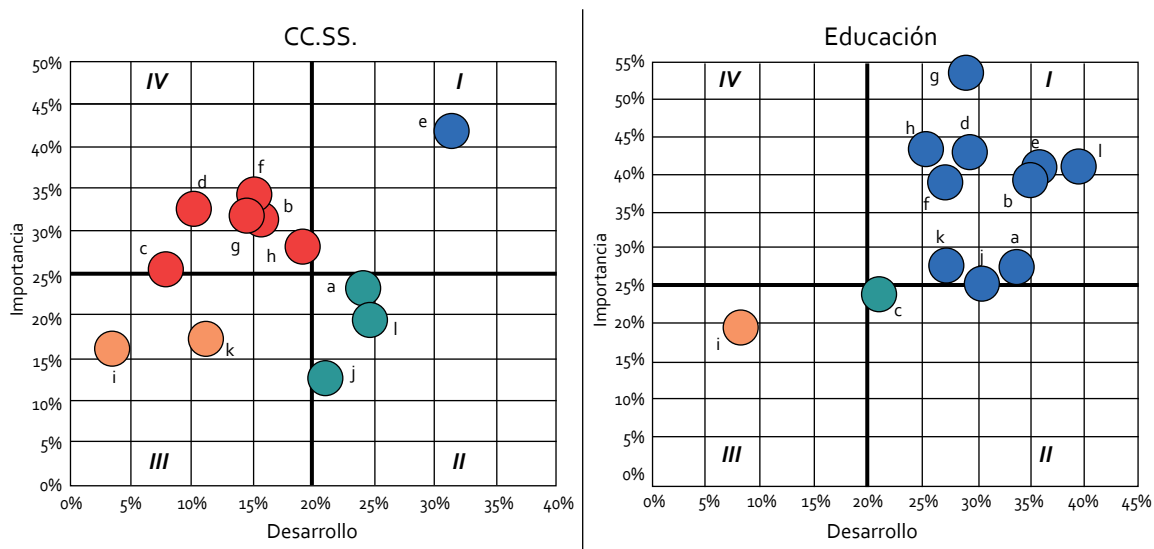 CC.SS.
50%
45%
40%
35%
30%
25%
20%
15%
10%
5%
0%
Importancia
IV
I
III
II
e
f
d
b
g
h
c
a
l
j
k
i
0%
5%
10%
15%
20%
25%
30%
35%
40%
Desarrollo
Educación
55%
50%
45%
40%
35%
30%
25%
20%
15%
10%
5%
0%
Importancia
IV
I
III
II
g
h
d
e
l
f
b
k
j
a
c
i
0%
5%
10%
15%
20%
25%
30%
35%
40%
45%
Desarrollo